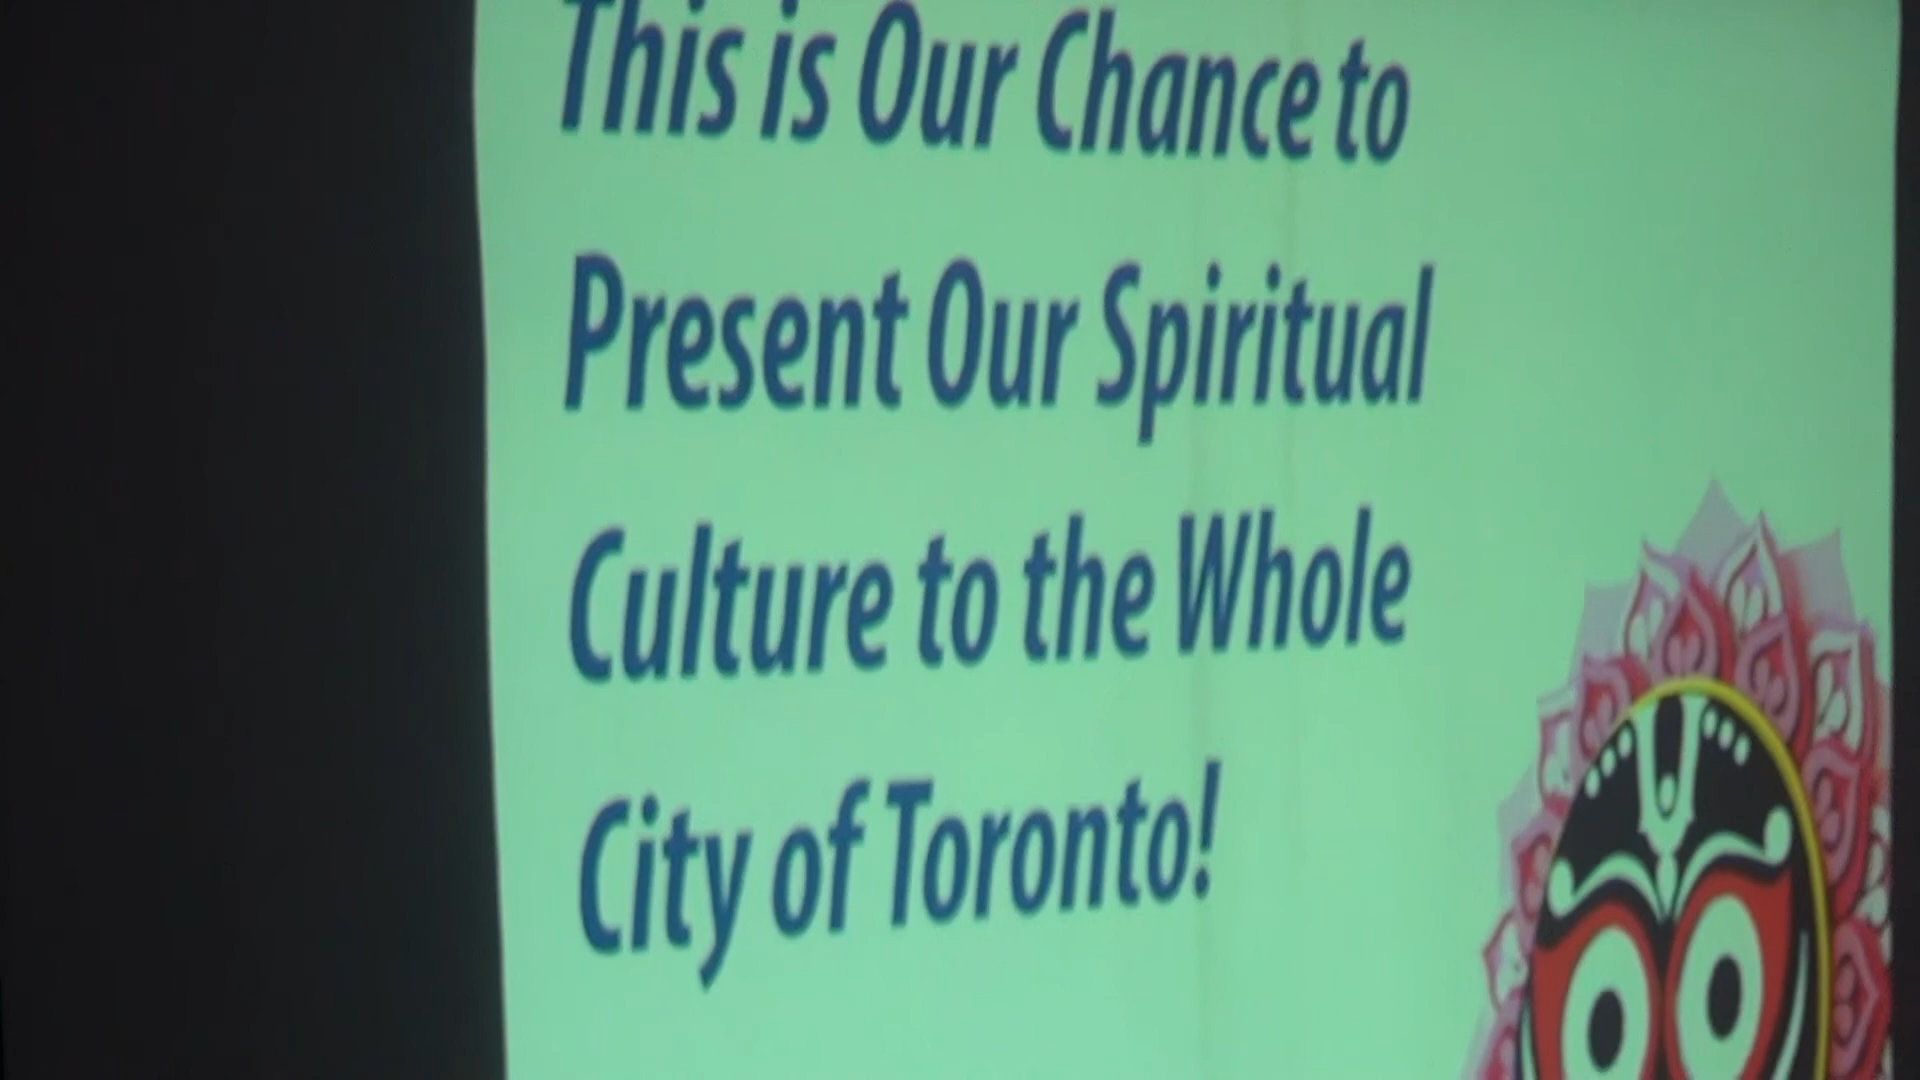 This is Our Chance to
Present Our Spiritual
Culture to the Whole
City of Toronto!